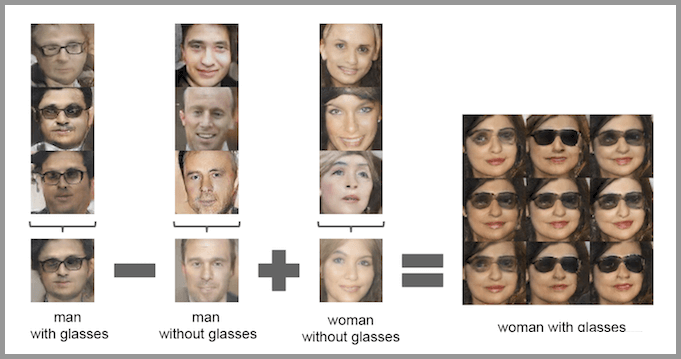 man
with glasses
man
without glasses
woman
without glasses
woman with glasses